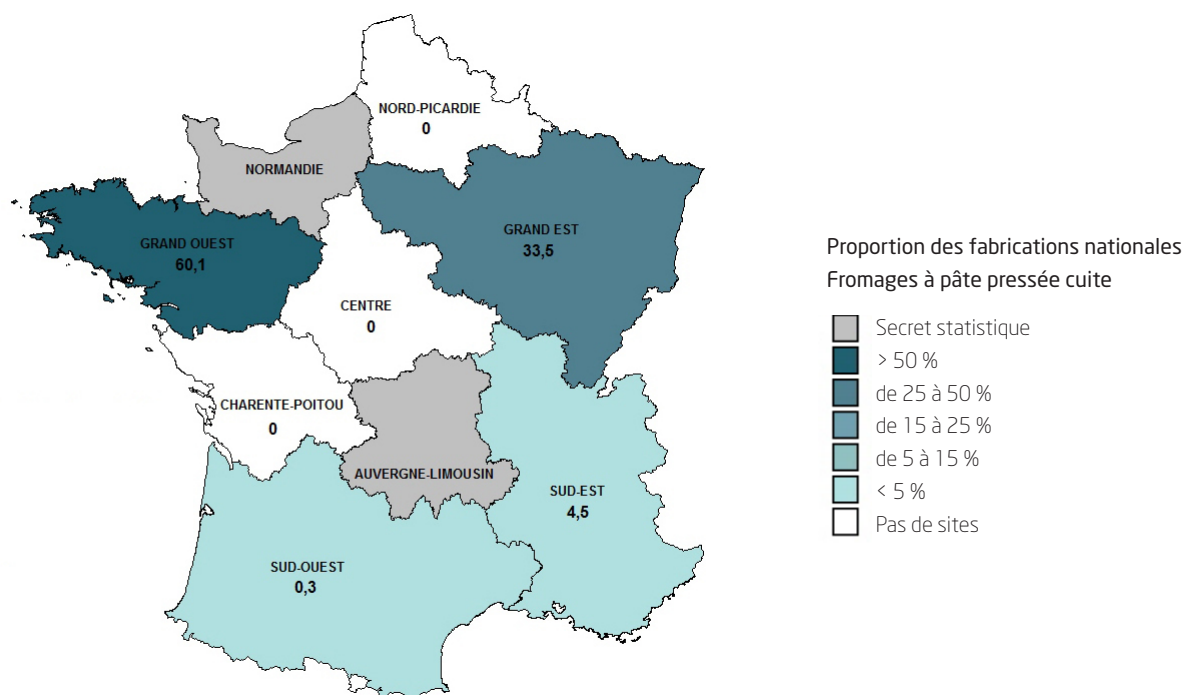 NORD-PICARDIE
0
NORMANDIE
GRAND OUEST
60,1
GRAND EST
33,5
CENTRE
0
CHARENTE-POITOU
0
AUVERGNE-LIMOUSIN
SUD-EST
4,5
SUD-OUEST
0,3
Proportion des fabrications nationales
Fromages à pâte pressée cuite
Secret statistique
> 50 %
de 25 à 50 %
de 15 à 25 %
de 5 à 15 %
< 5 %
Pas de sites